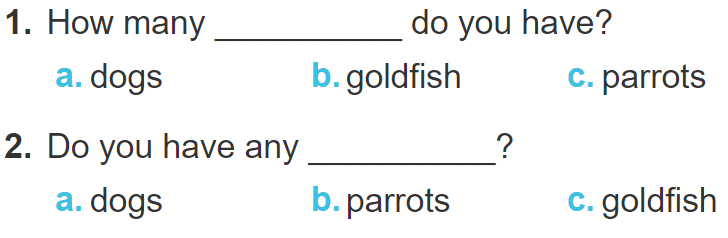 1. How many __________ do you have?
a. dogs b. goldfish c. parrots
2. Do you have any __________?
a. dogs b. parrots c. goldfish